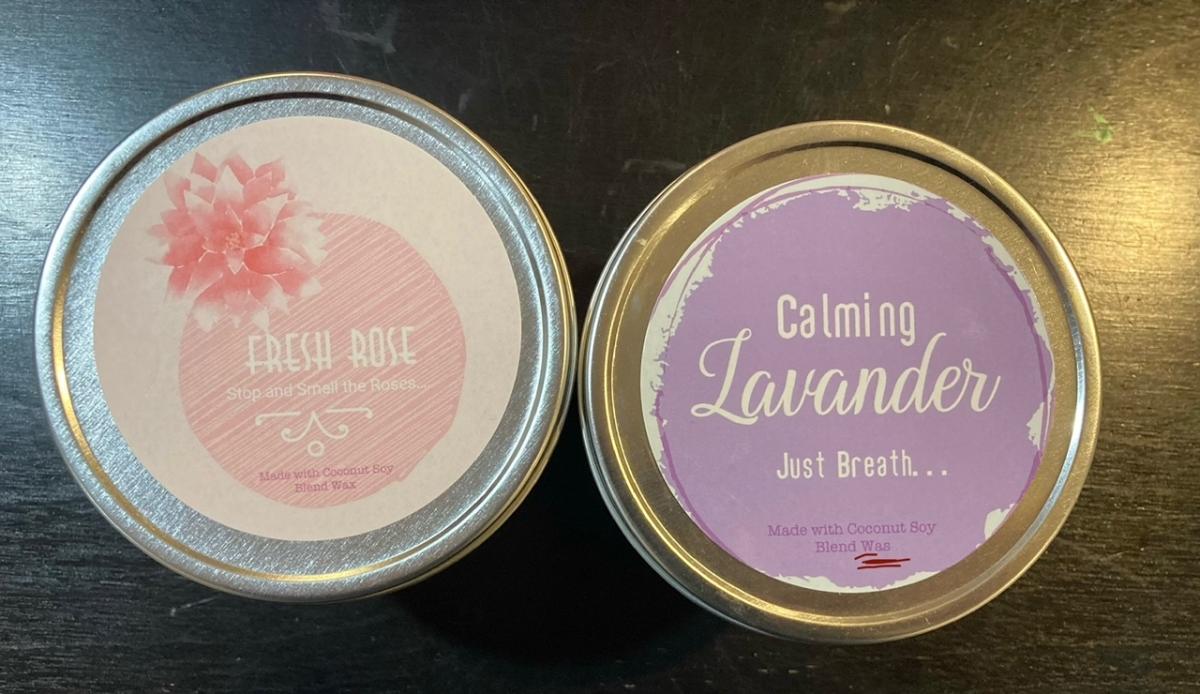 FRESH ROSE
Stop and Smell the Roses...
Made with Coconut Soy
Blend Wax
Calming
Lavander
Just Breath...
Made with Coconut Soy
Blend Was